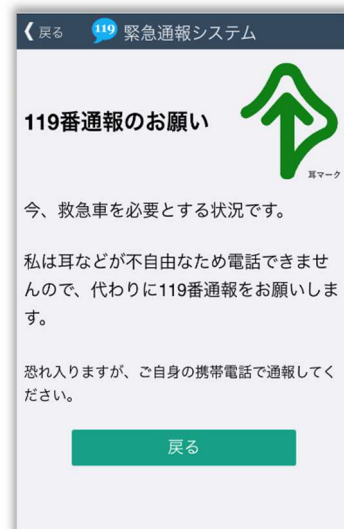 戻る 119 緊急通報システム
119番通報のお願い
耳マーク
今、救急車を必要とする状況です。
私は耳などが不自由なため電話できませ
んので、代わりに119番通報をお願いしま
す。
恐れ入りますが、ご自身の携帯電話で通報してく
ださい。
戻る